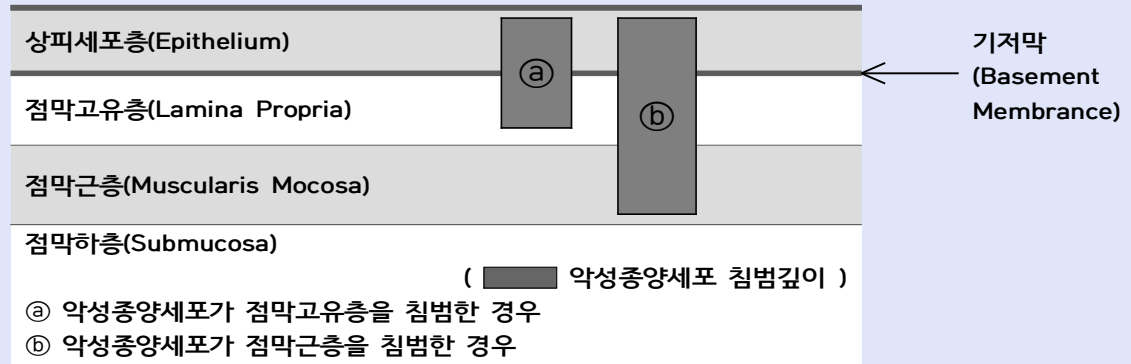 상피세포층(Epithelium)
ⓐ
기저막
(Basement
Membrance)
점막고유층(Lamina Propria)
ⓑ
점막근층(Muscularis Mocosa)
점막하층(Submucosa)
( 악성종양세포 침범깊이 )
ⓐ 악성종양세포가 점막고유층을 침범한 경우
ⓑ 악성종양세포가 점막근층을 침범한 경우